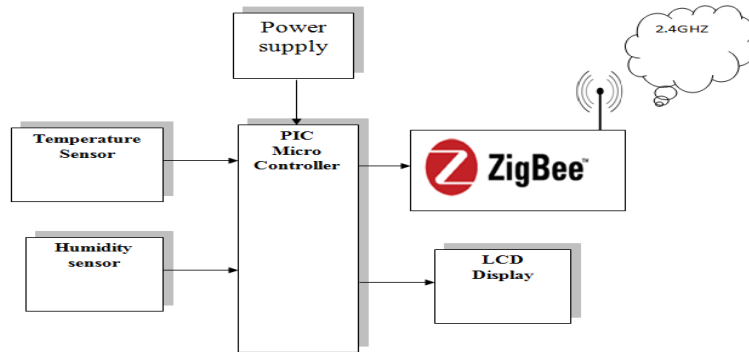 Power
supply
2.4GHZ
Temperature
Sensor
PIC
Micro
Controller
ZigBee™
Humidity
sensor
LCD
Display